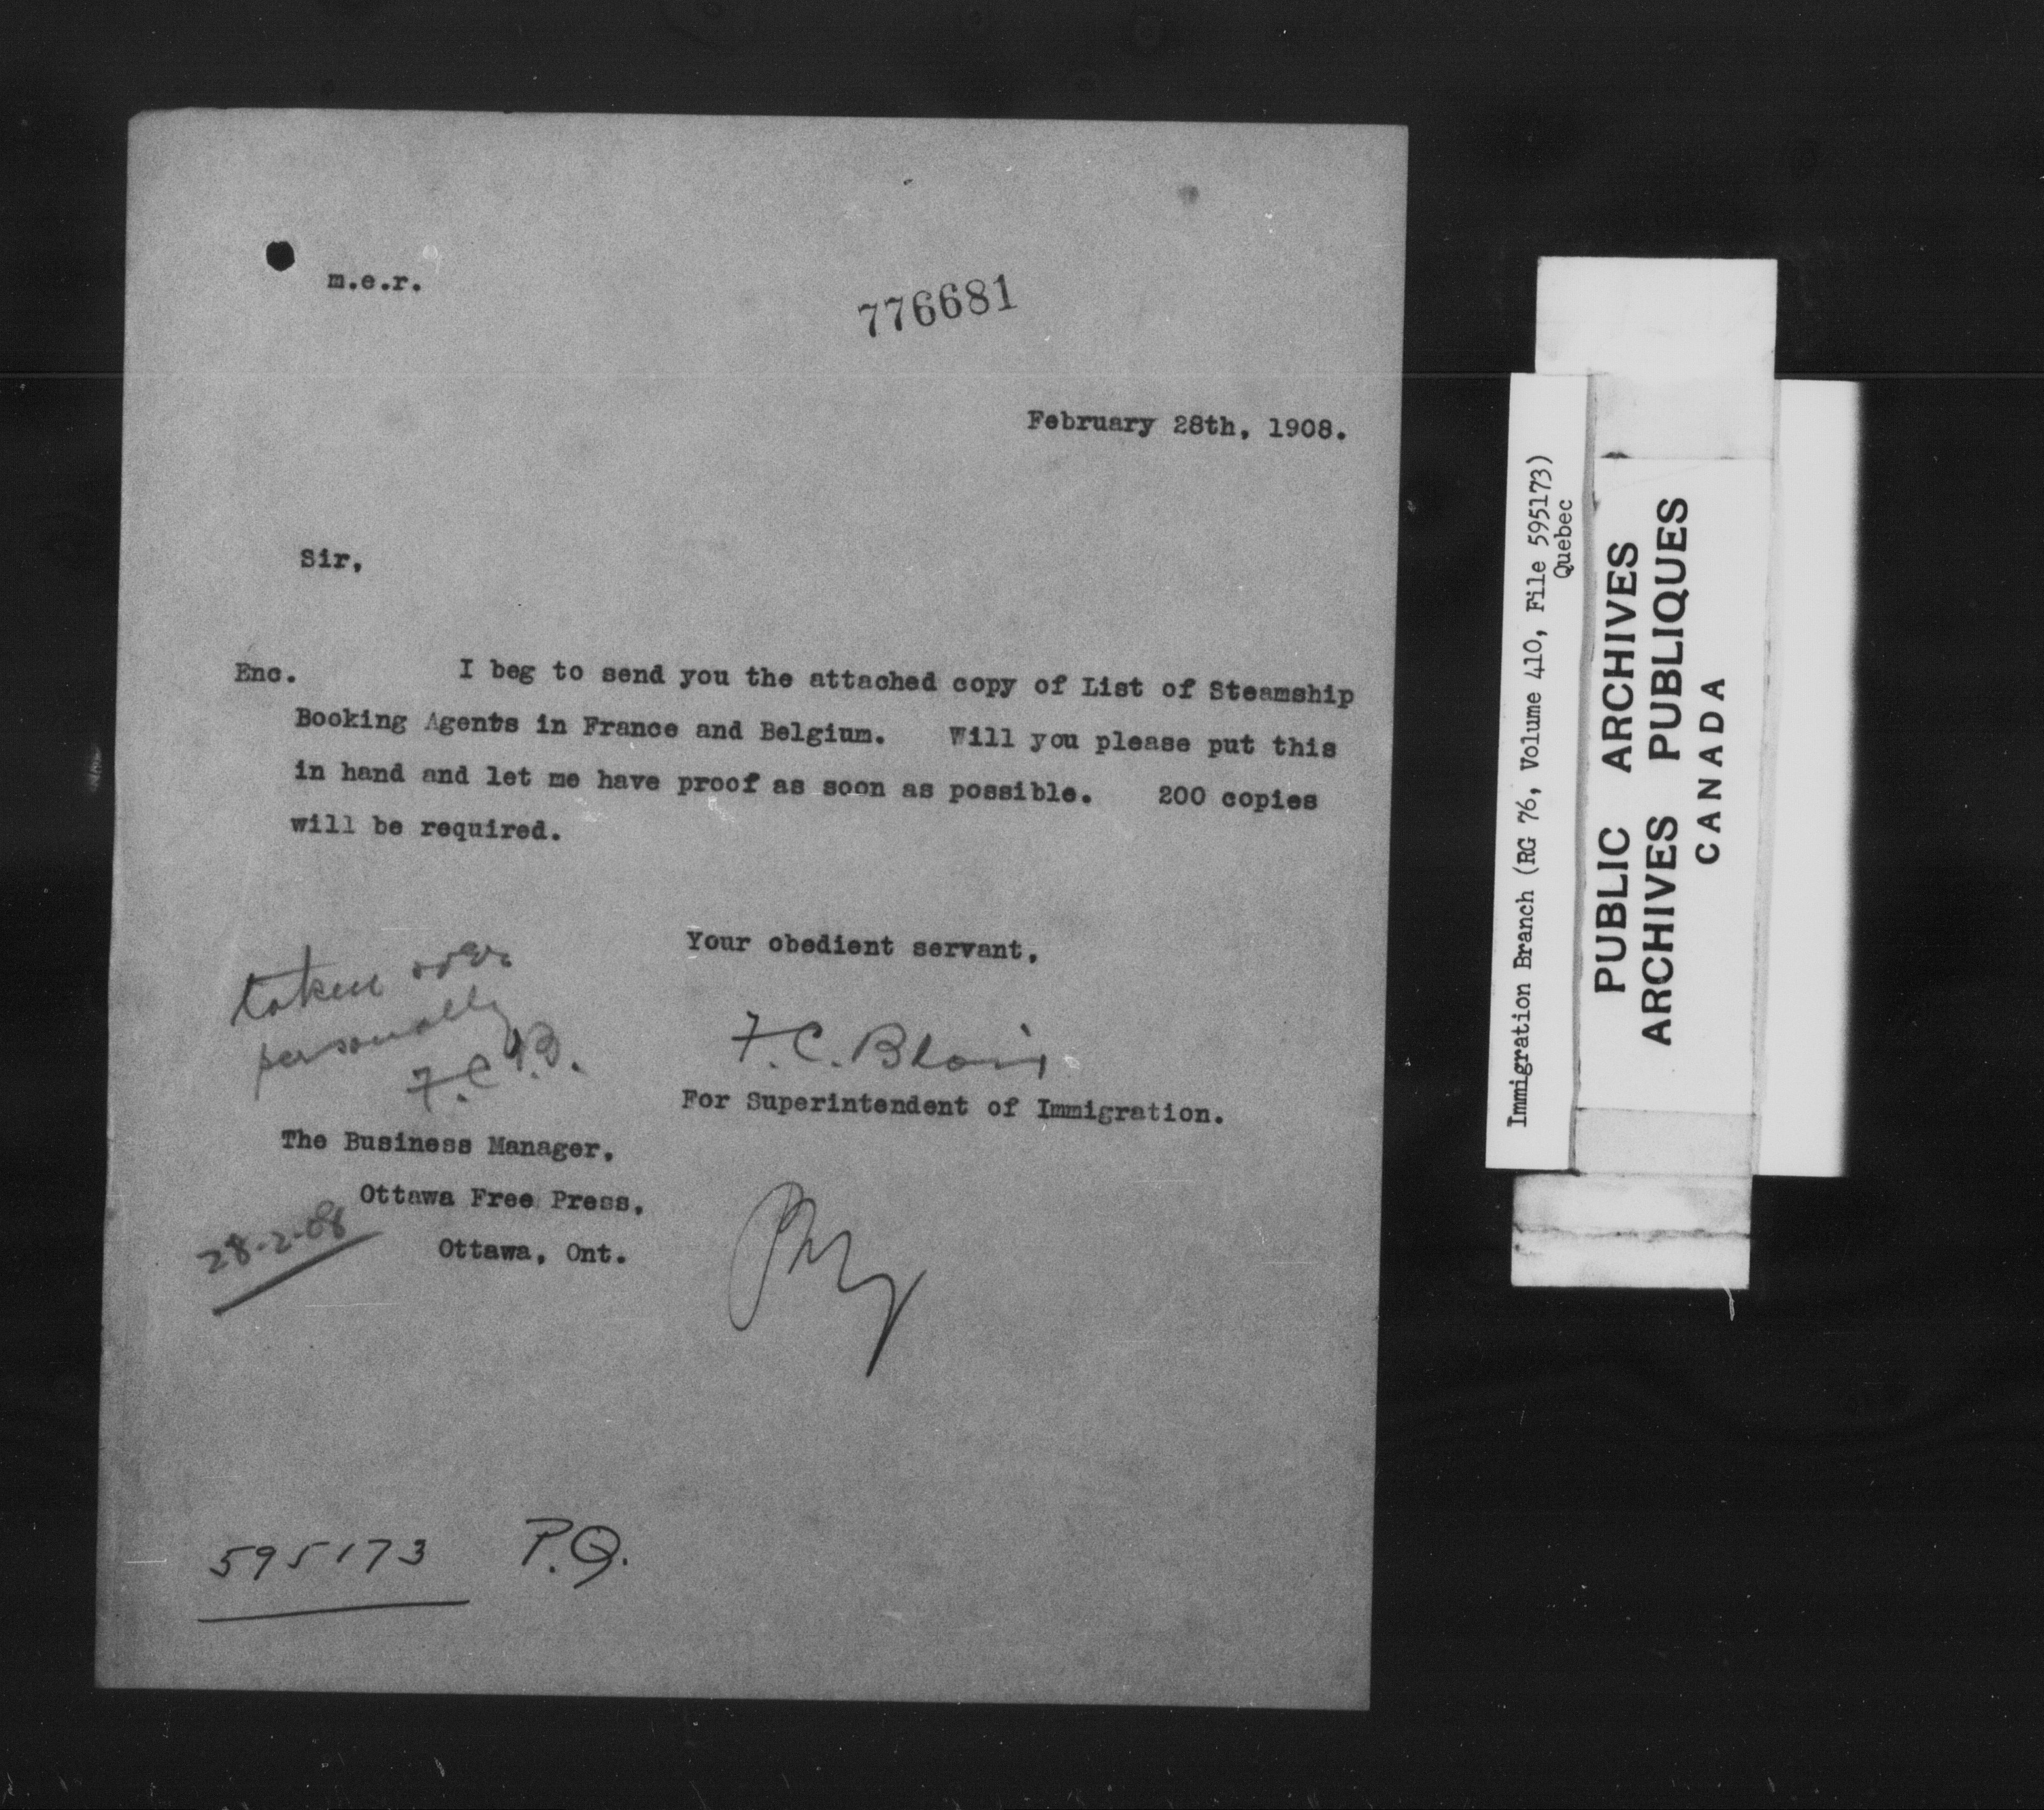 m.e.r.
776681
February 28th, 1908.
Sir,
Enc. I beg to send you the attached copy of List of Steamship
Booking Agents in France and Belgium. Will you please put this
in hand and let me have proof as soon as possible. 200 copies
will be required.
Your obedient servant,
taken over
personally
F.C.B.
F.C. Blair
For Superintendent of Immigration.
The Business Manager,
Ottawa Free Press,
Ottawa, Ont.
28-2-08
595173 P.Q.
Immigration Branch (RG 76, Volume 410, File 595173)
Quebec
PUBLIC ARCHIVES
ARCHIVES PUBLIQUES
CANADA